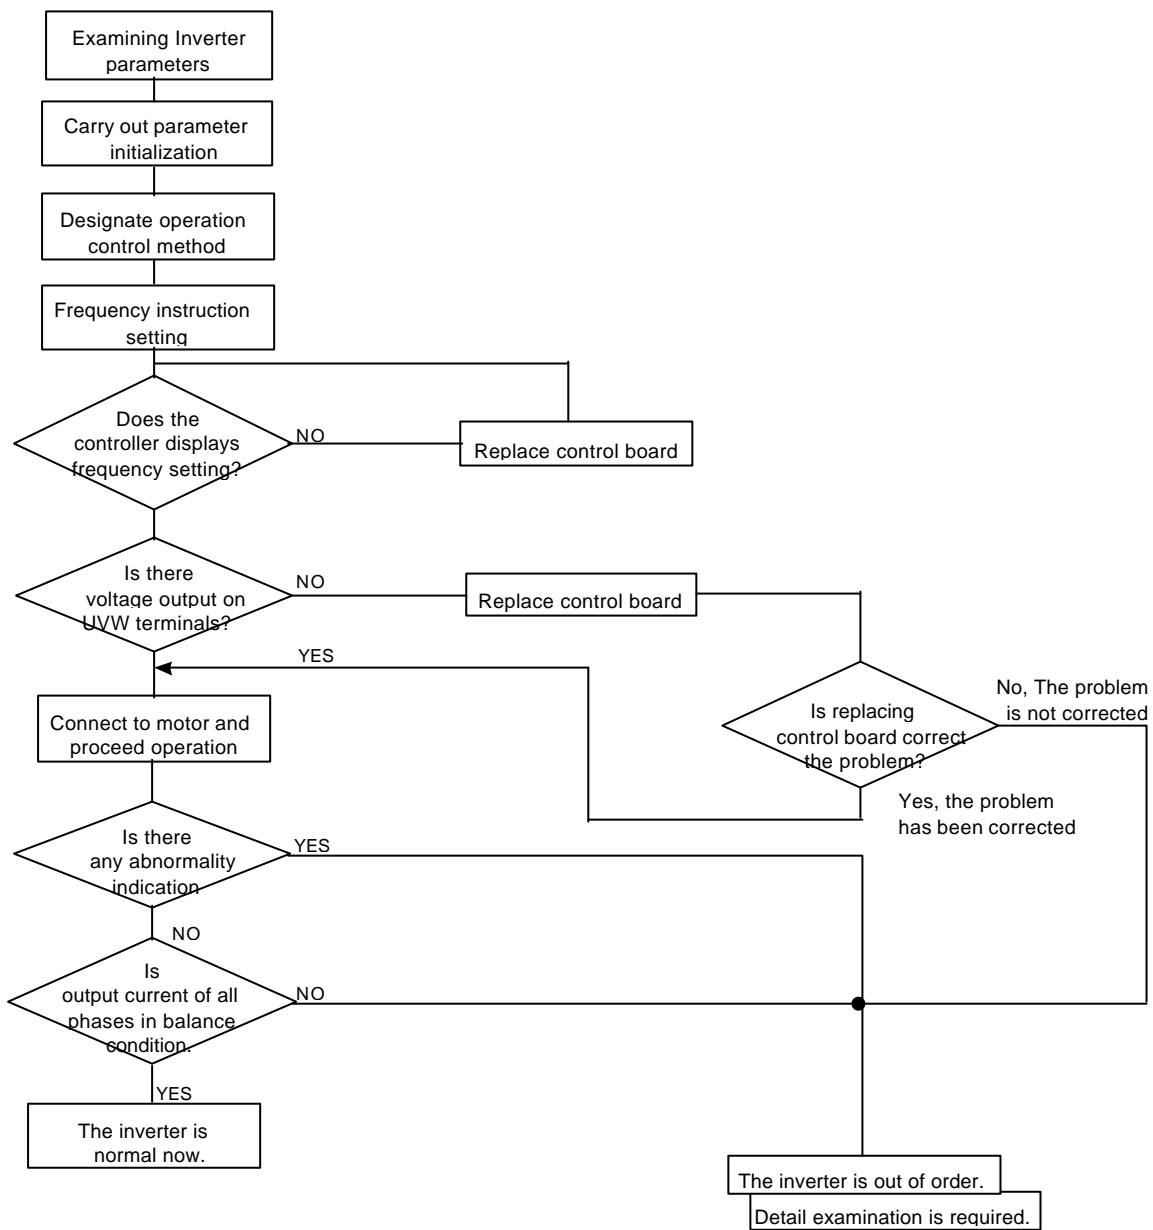 Examining Inverter
parameters
Carry out parameter
initialization
Designate operation
control method
Frequency instruction
setting
Does the
controller displays
frequency setting?
NO
Replace control board
Is there
voltage output on
UVW terminals?
NO
Replace control board
YES
Is replacing
control board correct
the problem?
No, The problem
is not corrected
Yes, the problem
has been corrected
Connect to motor and
proceed operation
Is there
any abnormality
indication
YES
NO
Is
output current of all
phases in balance
condition.
NO
YES
The inverter is
normal now.
The inverter is out of order.
Detail examination is required.